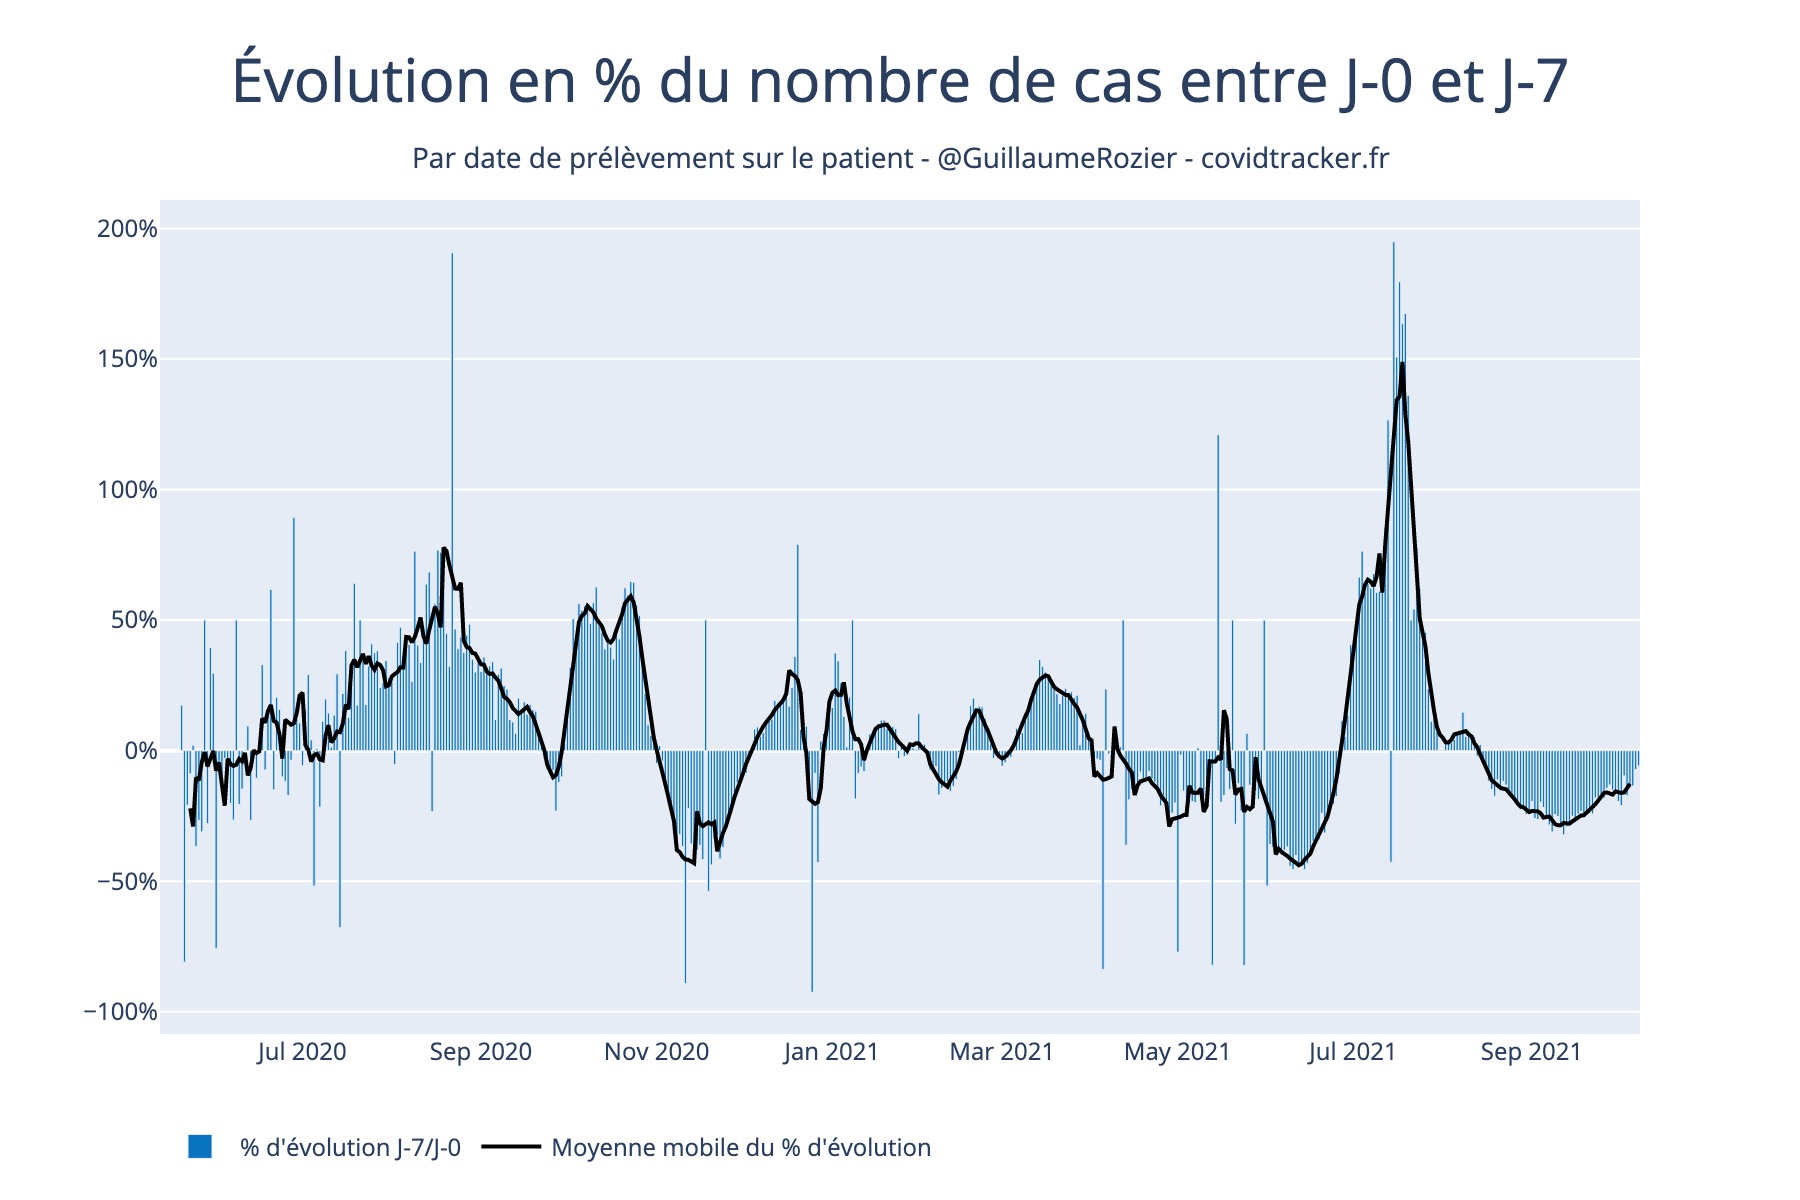 Évolution en % du nombre de cas entre J-0 et J-7
Par date de prélèvement sur le patient - @GuillaumeRozier - covidtracker.fr
200%
150%
100%
50%
0%
−50%
−100%
Jul 2020 Sep 2020 Nov 2020 Jan 2021 Mar 2021 May 2021 Jul 2021 Sep 2021
% d'évolution J-7/J-0 Moyenne mobile du % d'évolution